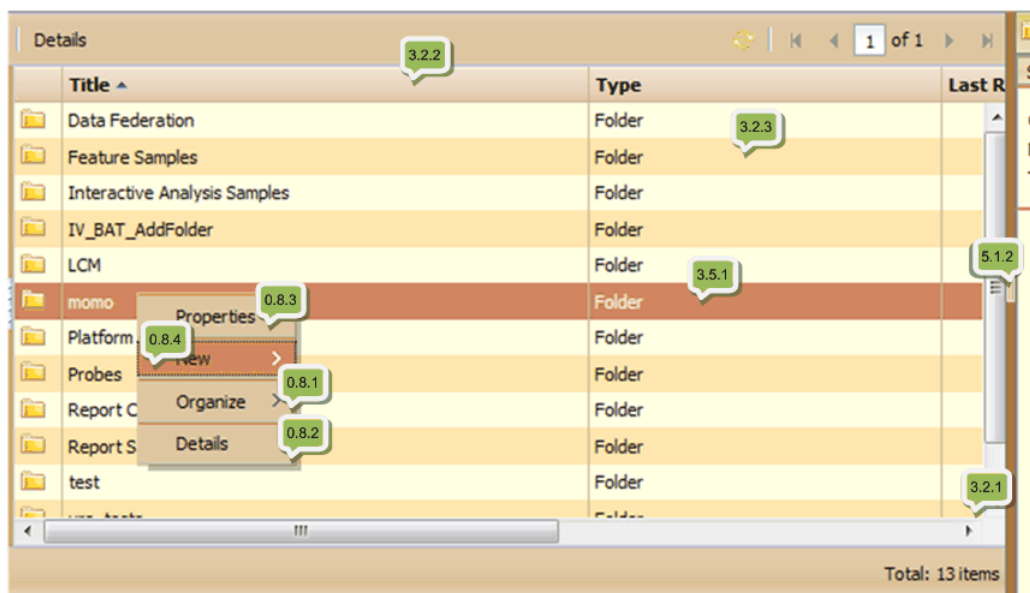 Details 1 of 1
3.2.2
Title Type Last R
Data Federation Folder
3.2.3
Feature Samples Folder
Interactive Analysis Samples Folder
IV_BAT_AddFolder Folder
LCM Folder
5.1.2
3.5.1
momo Folder
0.8.3
Properties
Platform Folder
0.8.4
New
Probes Folder
0.8.1
Organize
Report C Folder
0.8.2
Details
Report S Folder
test Folder
3.2.1
Total: 13 items